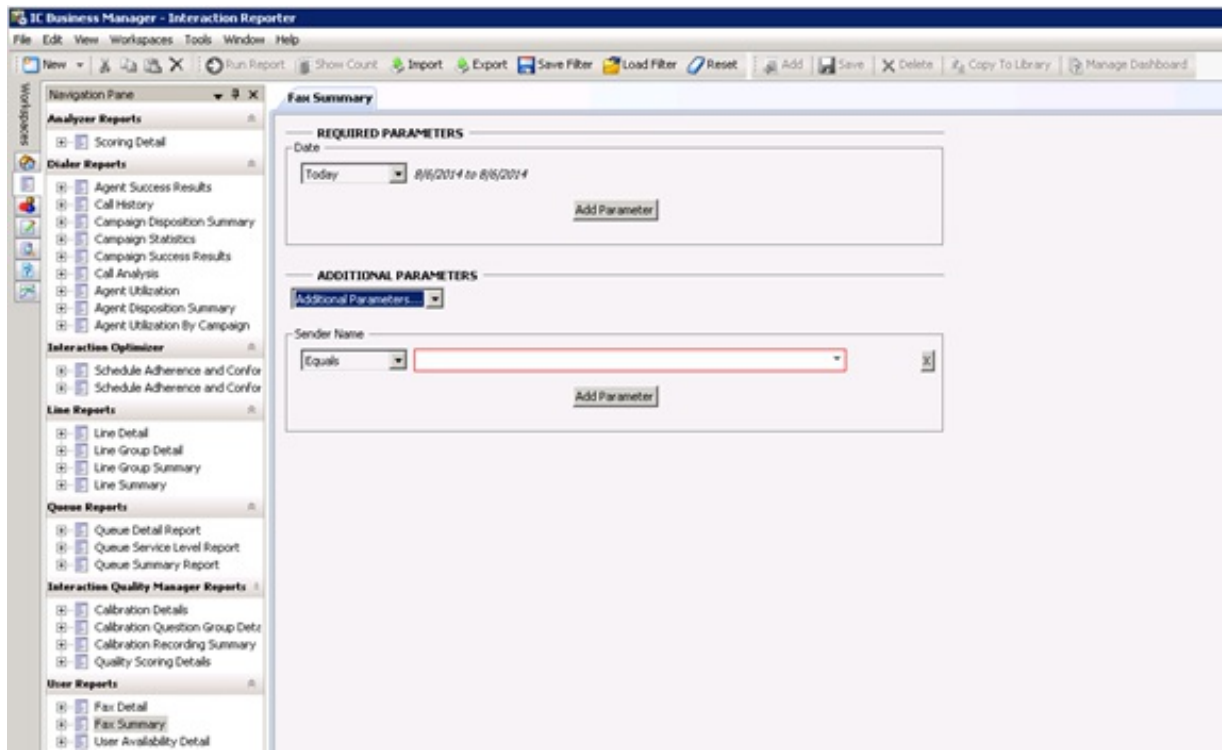 IC Business Manager - Interaction Reporter
File Edit View Workspaces Tools Window Help
New Run Report Show Count Import Export Save Filter Load Filter Reset Add Save Delete Copy To Library Manage Dashboard
Workspaces
Navigation Pane
Analyzer Reports
Scoring Detail
Dialer Reports
Agent Success Results
Call History
Campaign Disposition Summary
Campaign Statistics
Campaign Success Results
Call Analysis
Agent Utilization
Agent Disposition Summary
Agent Utilization By Campaign
Interaction Optimizer
Schedule Adherence and Confor
Schedule Adherence and Confor
Line Reports
Line Detail
Line Group Detail
Line Group Summary
Line Summary
Queue Reports
Queue Detail Report
Queue Service Level Report
Queue Summary Report
Interaction Quality Manager Reports
Calibration Details
Calibration Question Group Deta
Calibration Recording Summary
Quality Scoring Details
User Reports
Fax Detail
Fax Summary
User Availability Detail
Fax Summary
REQUIRED PARAMETERS
Date
Today 8/6/2014 to 8/6/2014
Add Parameter
ADDITIONAL PARAMETERS
Additional Parameters...
Sender Name
Equals X
Add Parameter